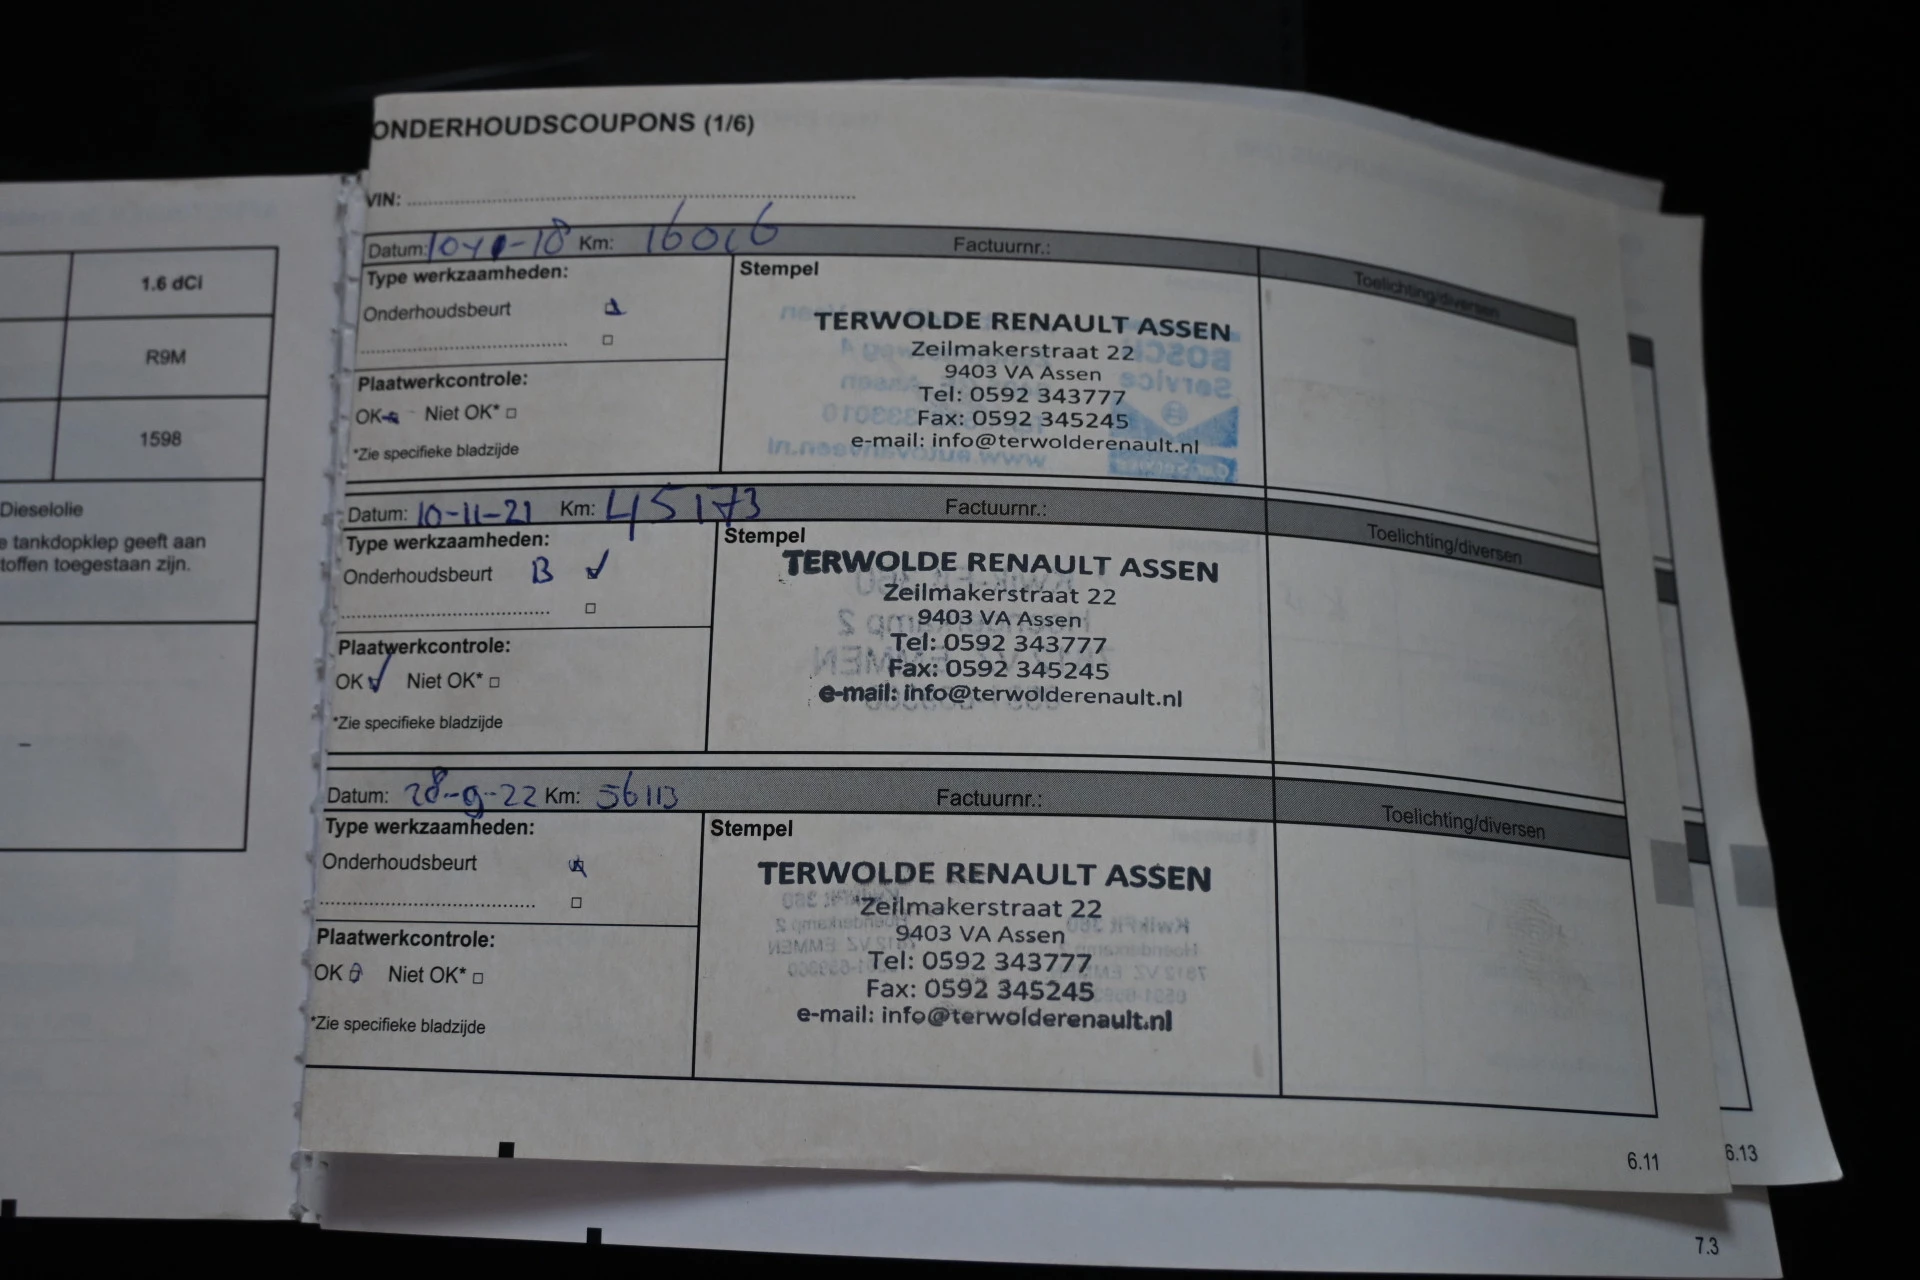 ONDERHOUDSCOUPONS (1/6)
VIN:
Datum: Km: Factuurnr.: Toelichting/diversen
Type werkzaamheden: Stempel
Onderhoudsbeurt
Plaatwerkcontrole:
OK Niet OK*
*Zie specifieke bladzijde
TERWOLDE RENAULT ASSEN
Zeilmakerstraat 22
9403 VA Assen
Tel: 0592 343777
Fax: 0592 345245
e-mail: info@terwolderenault.nl
Datum: 10-11-21 Km: 45173 Factuurnr.: Toelichting/diversen
Type werkzaamheden: Stempel
Onderhoudsbeurt B
Plaatwerkcontrole:
OK Niet OK*
*Zie specifieke bladzijde
TERWOLDE RENAULT ASSEN
Zeilmakerstraat 22
9403 VA Assen
Tel: 0592 343777
Fax: 0592 345245
e-mail: info@terwolderenault.nl
Datum: 28-9-22 Km: 56113 Factuurnr.: Toelichting/diversen
Type werkzaamheden: Stempel
Onderhoudsbeurt
Plaatwerkcontrole:
OK Niet OK*
*Zie specifieke bladzijde
TERWOLDE RENAULT ASSEN
Zeilmakerstraat 22
9403 VA Assen
Tel: 0592 343777
Fax: 0592 345245
e-mail: info@terwolderenault.nl
6.11
6.13
7.3
1.6 dCi
R9M
1598
Dieselolie
tankdopklep geeft aan
toegestaan zijn.